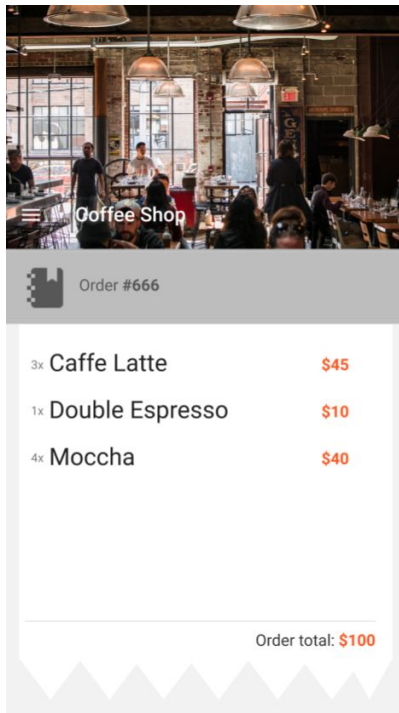 Coffee Shop
Order #666
3x Caffe Latte $45
1x Double Espresso $10
4x Moccha $40
Order total: $100